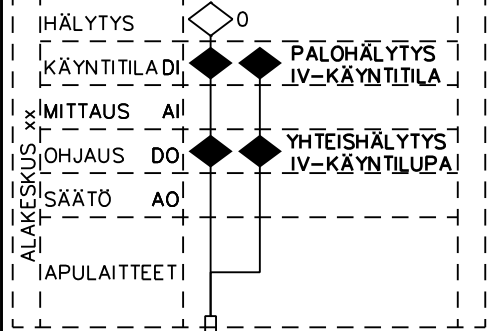 HÄLYTYS 0
KÄYNTITILA DI PALOHÄLYTYS
IV-KÄYNTITILA
MITTAUS AI
OHJAUS DO YHTEISHÄLYTYS
IV-KÄYNTILUPA
SÄÄTÖ AO
APULAITTEET
ALAKESKUS xx